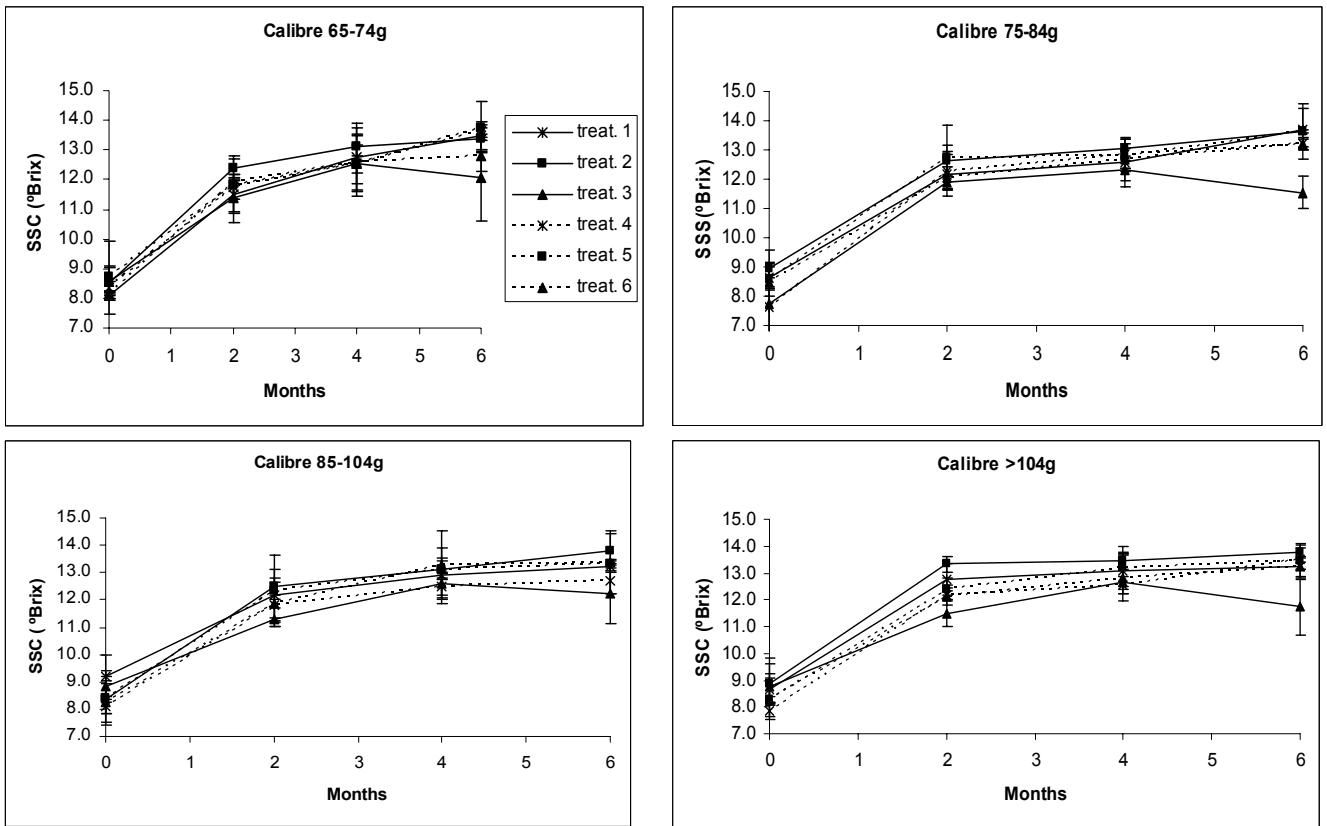 Calibre 65-74g
15.0
14.0
13.0
12.0
11.0
10.0
9.0
8.0
7.0
SSC (ºBrix)
0 1 2 3 4 5 6
Months
treat. 1
treat. 2
treat. 3
treat. 4
treat. 5
treat. 6
Calibre 75-84g
15.0
14.0
13.0
12.0
11.0
10.0
9.0
8.0
7.0
SSS (ºBrix)
0 1 2 3 4 5 6
Months
Calibre 85-104g
15.0
14.0
13.0
12.0
11.0
10.0
9.0
8.0
7.0
SSC ( ºBrix)
0 1 2 3 4 5 6
Months
Calibre >104g
15.0
14.0
13.0
12.0
11.0
10.0
9.0
8.0
7.0
SSC (ºBrix)
0 1 2 3 4 5 6
Months